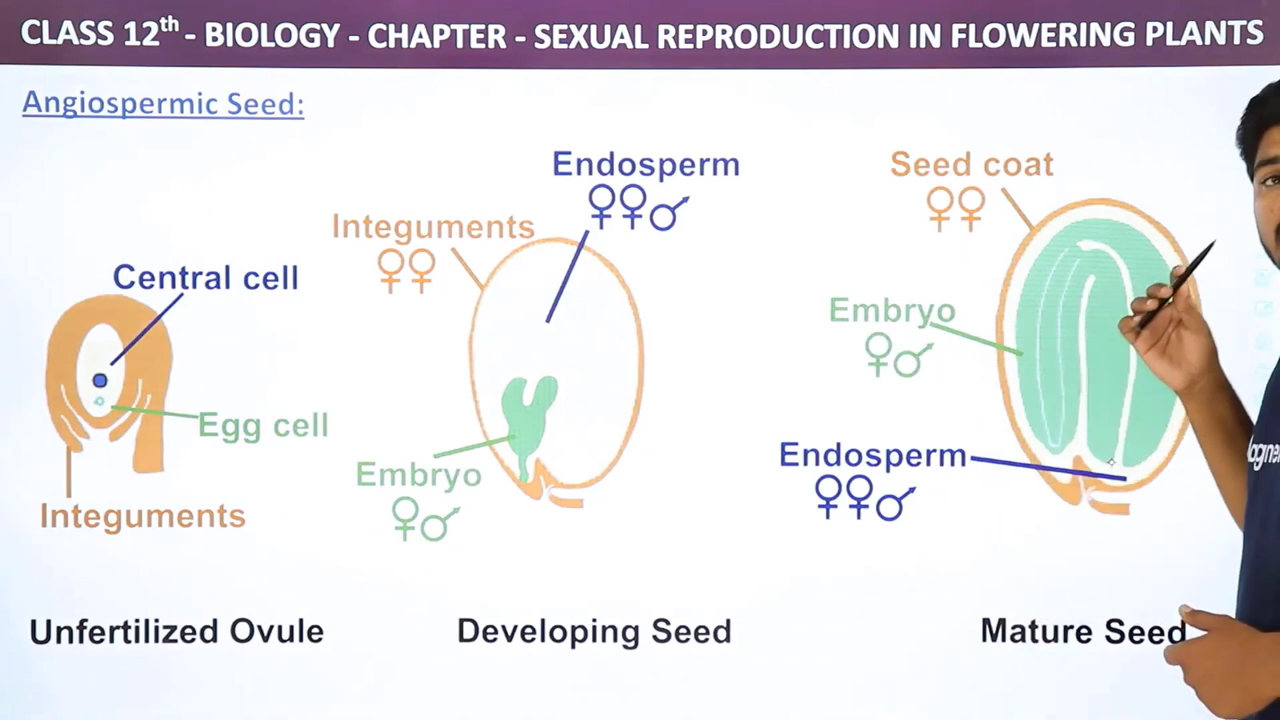 CLASS 12th - BIOLOGY - CHAPTER - SEXUAL REPRODUCTION IN FLOWERING PLANTS
Angiospermic Seed:
Central cell
Egg cell
Integuments
Unfertilized Ovule
Endosperm
♀♀♂
Integuments
♀♀
Embryo
♀♂
Developing Seed
Seed coat
♀♀
Embryo
♀♂
Endosperm
♀♀♂
Mature Seed